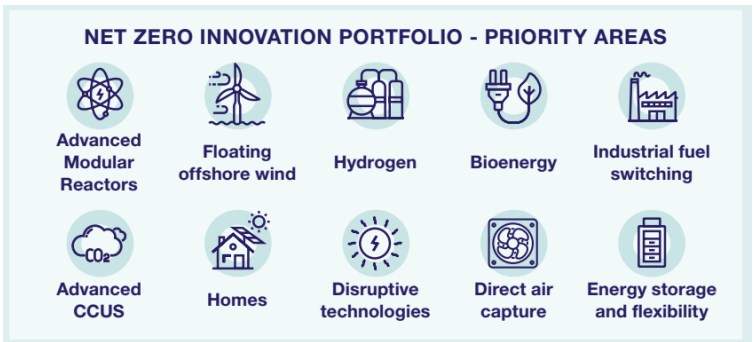 NET ZERO INNOVATION PORTFOLIO - PRIORITY AREAS
Advanced
Modular
Reactors
Floating
offshore wind
Hydrogen
Bioenergy
Industrial fuel
switching
CO₂
Advanced
CCUS
Homes
Disruptive
technologies
Direct air
capture
Energy storage
and flexibility